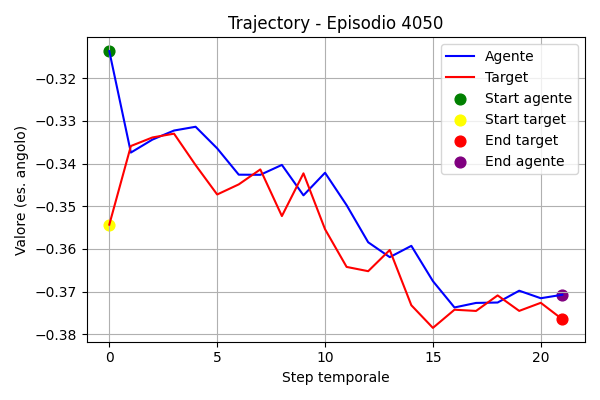 Trajectory - Episodio 4050
Valore (es. angolo)
−0.32
−0.33
−0.34
−0.35
−0.36
−0.37
−0.38
Agente
Target
Start agente
Start target
End target
End agente
0 5 10 15 20
Step temporale